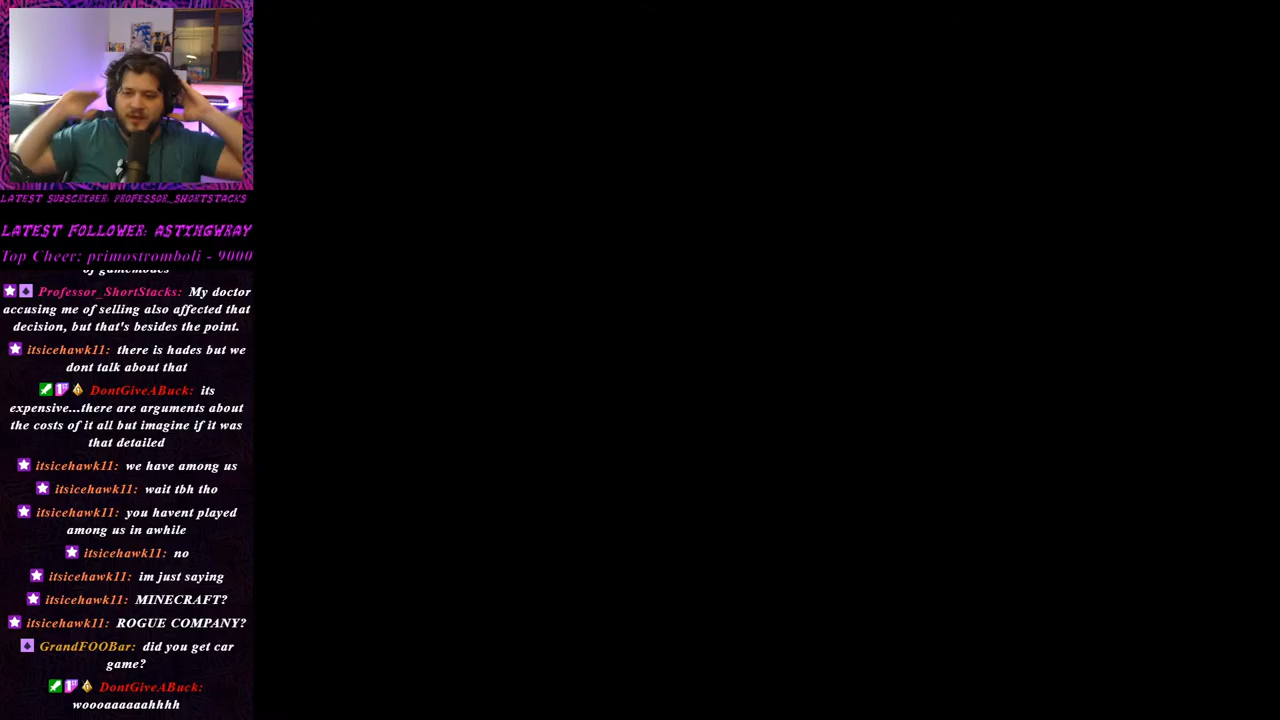 LATEST SUBSCRIBER: PROFESSOR_SHORTSTACKS
LATEST FOLLOWER: ASTINGWRAY
Top Cheer: primostromboli - 9000
of gamemodes
Professor_ShortStacks: My doctor
accusing me of selling also affected that
decision, but that's besides the point.
itsicehawk11: there is hades but we
dont talk about that
DontGiveABuck: its
expensive...there are arguments about
the costs of it all but imagine if it was
that detailed
itsicehawk11: we have among us
itsicehawk11: wait tbh tho
itsicehawk11: you havent played
among us in awhile
itsicehawk11: no
itsicehawk11: im just saying
itsicehawk11: MINECRAFT?
itsicehawk11: ROGUE COMPANY?
GrandFOOBar: did you get car
game?
DontGiveABuck:
woooaaaaaahhhh